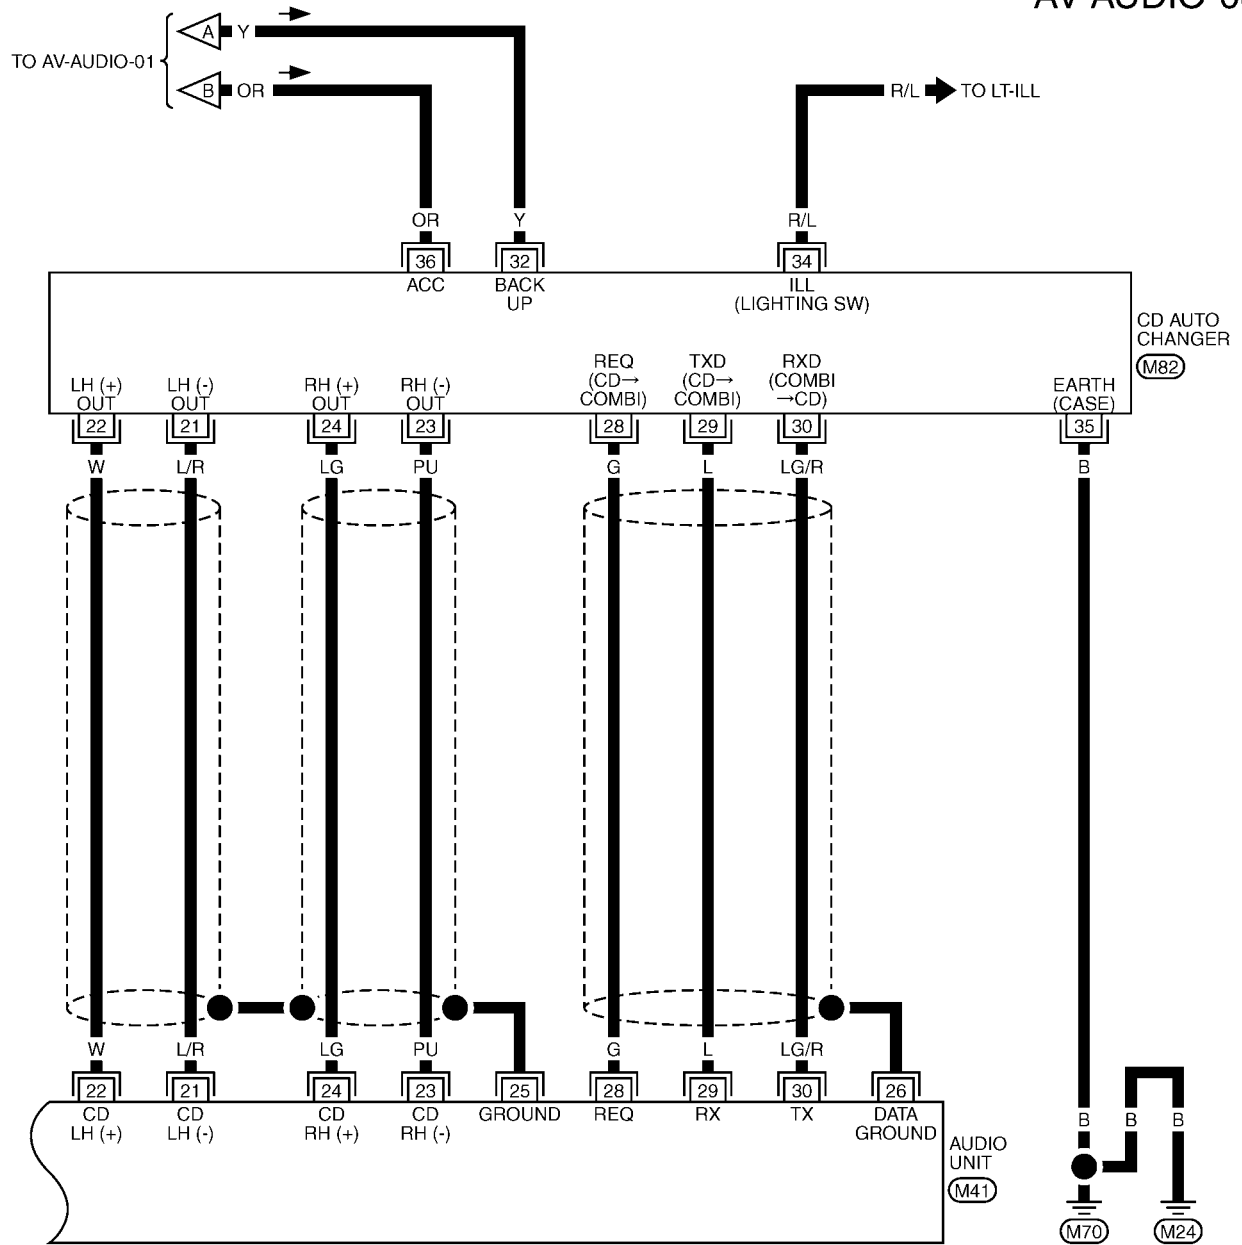 A Y
TO AV-AUDIO-01
B OR
R/L TO LT-ILL
OR Y R/L
36 32 34
ACC BACK UP ILL (LIGHTING SW)
CD AUTO
CHANGER
M82
REQ TXD RXD
(CD→ (CD→ (COMBI
COMBI) COMBI) →CD)
LH (+) LH (-) RH (+) RH (-) EARTH
OUT OUT OUT OUT (CASE)
22 21 24 23 28 29 30 35
W L/R LG PU G L LG/R B
W L/R LG PU G L LG/R
22 21 24 23 25 28 29 30 26
CD CD CD CD GROUND REQ RX TX DATA
LH (+) LH (-) RH (+) RH (-) GROUND
B B B
AUDIO
UNIT
M41
M70 M24